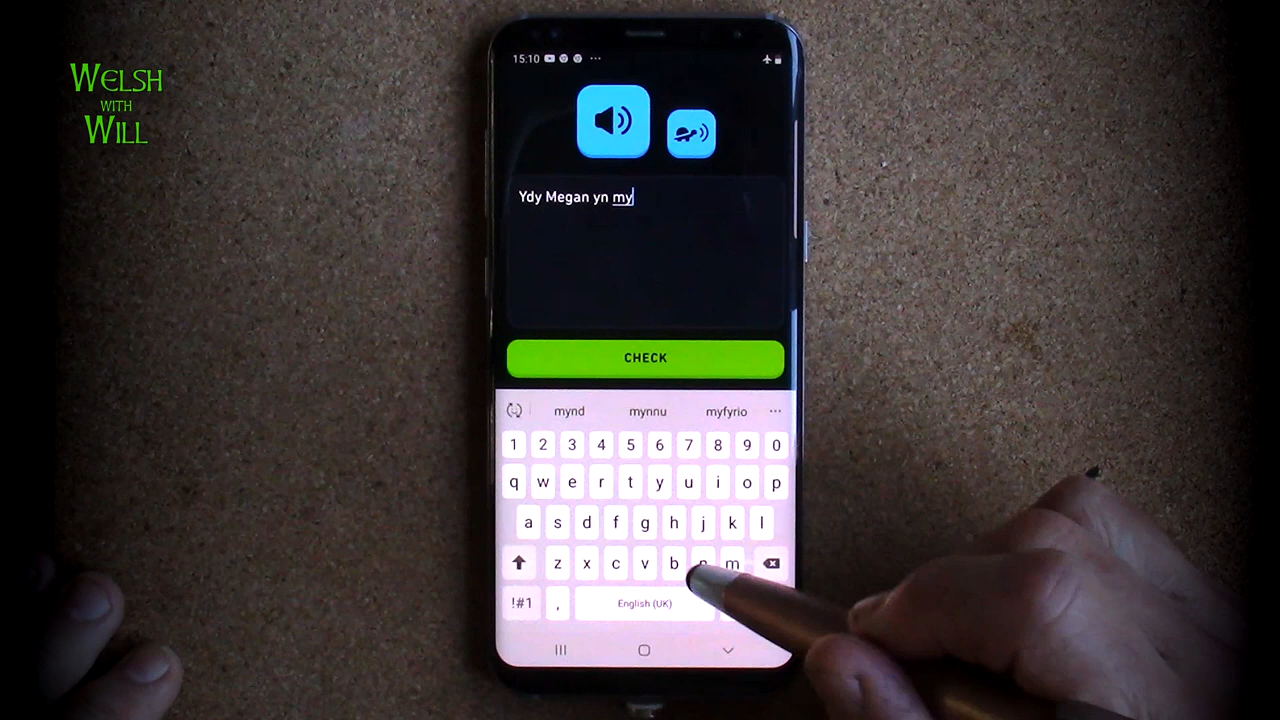 WELSH
WITH
WILL
15:10
Ydy Megan yn my
CHECK
mynd mynnu myfyrio
1 2 3 4 5 6 7 8 9 0
q w e r t y u i o p
a s d f g h j k l
z x c v b n m
!#1 , English (UK)